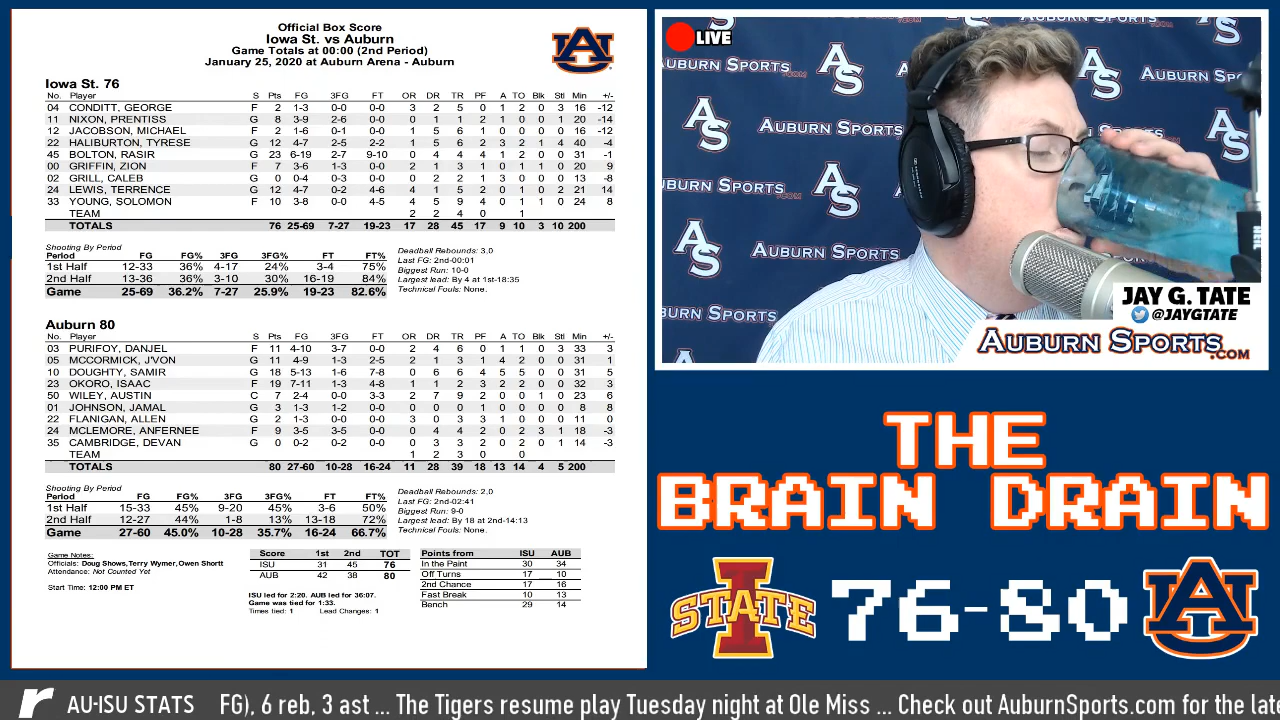 Official Box Score
Iowa St. vs Auburn
Game Totals at 00:00 (2nd Period)
January 25, 2020 at Auburn Arena - Auburn
Iowa St. 76
No. Player S Pts FG 3FG FT OR DR TR PF A TO Blk Stl Min +/-
04 CONDITT, GEORGE F 2 1-3 0-0 0-0 3 2 5 0 1 2 0 3 16 -12
11 NIXON, PRENTISS G 8 3-9 2-6 0-0 0 1 1 2 1 0 0 1 20 -14
12 JACOBSON, MICHAEL F 2 1-6 0-1 0-0 1 5 6 1 0 0 0 0 16 -12
22 HALIBURTON, TYRESE G 12 4-7 2-5 2-2 1 5 6 2 3 2 1 4 40 -4
45 BOLTON, RASIR G 23 6-19 2-7 9-10 0 4 4 4 1 2 0 0 31 -1
00 GRIFFIN, ZION F 7 3-6 1-3 0-0 2 1 3 1 0 1 1 0 20 9
02 GRILL, CALEB G 0 0-4 0-3 0-0 0 2 2 1 3 0 0 0 13 -8
24 LEWIS, TERRENCE G 12 4-7 0-2 4-6 4 1 5 2 0 1 0 2 21 14
33 YOUNG, SOLOMON F 10 3-8 0-0 4-5 4 5 9 4 0 1 1 0 24 8
TEAM 2 2 4 0 1
TOTALS 76 25-69 7-27 19-23 17 28 45 17 9 10 3 10 200
Shooting By Period
Period FG FG% 3FG 3FG% FT FT%
1st Half 12-33 36% 4-17 24% 3-4 75%
2nd Half 13-36 36% 3-10 30% 16-19 84%
Game 25-69 36.2% 7-27 25.9% 19-23 82.6%
Deadball Rebounds: 3,0
Last FG: 2nd-00:01
Biggest Run: 10-0
Largest lead: By 4 at 1st-18:35
Technical Fouls: None.
Auburn 80
No. Player S Pts FG 3FG FT OR DR TR PF A TO Blk Stl Min +/-
03 PURIFOY, DANJEL F 11 4-10 3-7 0-0 2 4 6 0 1 1 0 3 33 3
05 MCCORMICK, J'VON G 11 4-9 1-3 2-5 2 1 3 1 4 2 0 0 31 1
10 DOUGHTY, SAMIR G 18 5-13 1-6 7-8 0 6 6 4 5 5 0 0 31 5
23 OKORO, ISAAC F 19 7-11 1-3 4-8 1 1 2 3 2 2 0 0 32 3
50 WILEY, AUSTIN C 7 2-4 0-0 3-3 2 7 9 2 0 0 1 0 23 6
01 JOHNSON, JAMAL G 3 1-3 1-2 0-0 0 0 0 1 0 0 0 0 8 8
22 FLANIGAN, ALLEN G 2 1-3 0-0 0-0 3 0 3 3 1 0 0 0 11 0
24 MCLEMORE, ANFERNEE F 9 3-5 3-5 0-0 0 4 4 2 0 2 3 1 18 -3
35 CAMBRIDGE, DEVAN G 0 0-2 0-2 0-0 0 3 3 2 0 2 0 1 14 -3
TEAM 1 2 3 0 0
TOTALS 80 27-60 10-28 16-24 11 28 39 18 13 14 4 5 200
Shooting By Period
Period FG FG% 3FG 3FG% FT FT%
1st Half 15-33 45% 9-20 45% 3-6 50%
2nd Half 12-27 44% 1-8 13% 13-18 72%
Game 27-60 45.0% 10-28 35.7% 16-24 66.7%
Deadball Rebounds: 2,0
Last FG: 2nd-02:41
Biggest Run: 9-0
Largest lead: By 18 at 2nd-14:13
Technical Fouls: None.
Game Notes:
Officials: Doug Shows,Terry Wymer,Owen Shortt
Attendance: Not Counted Yet
Start Time: 12:00 PM ET
Score 1st 2nd TOT
ISU 31 45 76
AUB 42 38 80
ISU led for 2:20. AUB led for 36:07.
Game was tied for 1:33.
Times tied: 1 Lead Changes: 1
Points from ISU AUB
In the Paint 30 34
Off Turns 17 10
2nd Chance 17 16
Fast Break 10 13
Bench 29 14
LIVE
AUBURN SPORTS
.COM
AS
JAY G. TATE
@JAYGTATE
AUBURN SPORTS.COM
THE
BRAIN DRAIN
I STATE 76-80 AU
r AU-ISU STATS FG), 6 reb, 3 ast ... The Tigers resume play Tuesday night at Ole Miss ... Check out AuburnSports.com for the late